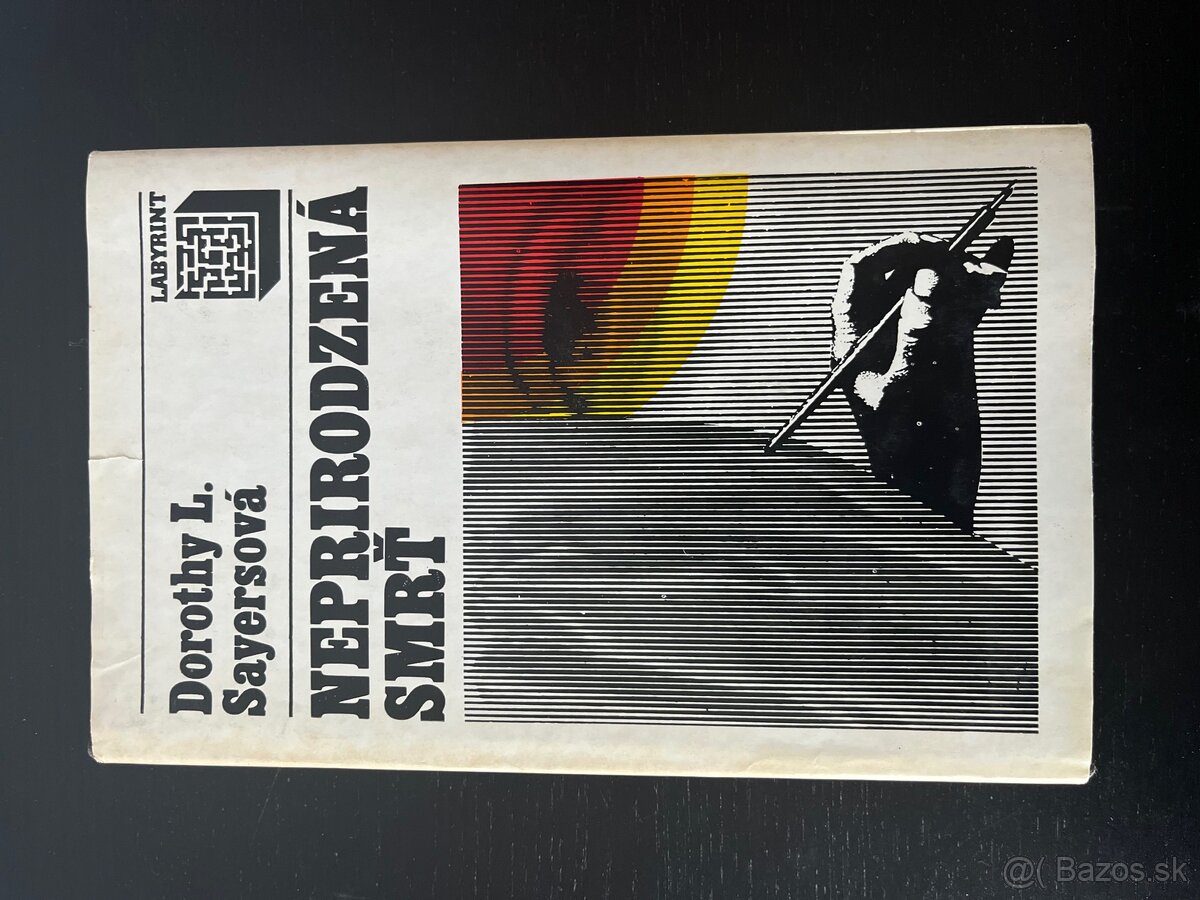 LABYRINT
Dorothy L.
Sayersová
NEPRIRODZENÁ
SMRŤ
@( Bazos.sk